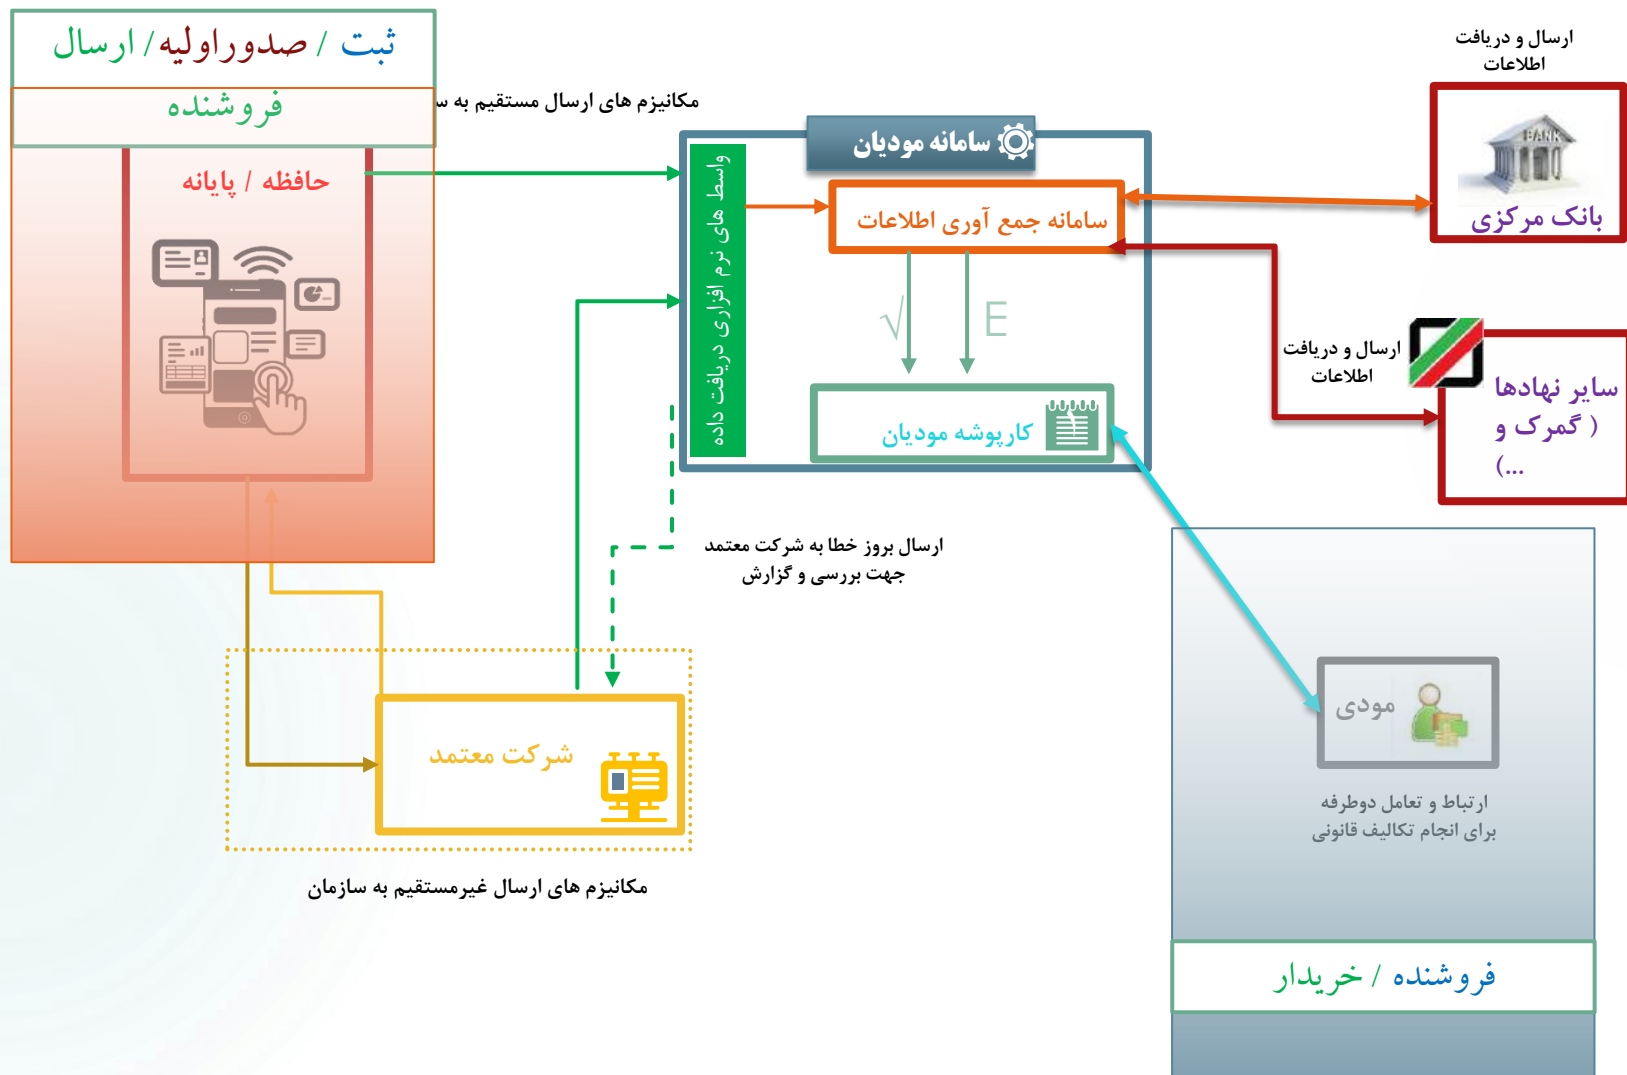 ثبت / صدوراولیه/ ارسال
فروشنده
حافظه / پایانه
مکانیزم های ارسال مستقیم به
سامانه مودیان
واسط های نرم افزاری دریافت داده
سامانه جمع آوری اطلاعات
√
E
کارپوشه مودیان
ارسال و دریافت
اطلاعات
BANK
بانک مرکزی
ارسال و دریافت
اطلاعات
سایر نهادها
( گمرک و
...)
ارسال بروز خطا به شرکت معتمد
جهت بررسی و گزارش
شرکت معتمد
مکانیزم های ارسال غیرمستقیم به سازمان
مودی
ارتباط و تعامل دوطرفه
برای انجام تکالیف قانونی
فروشنده / خریدار